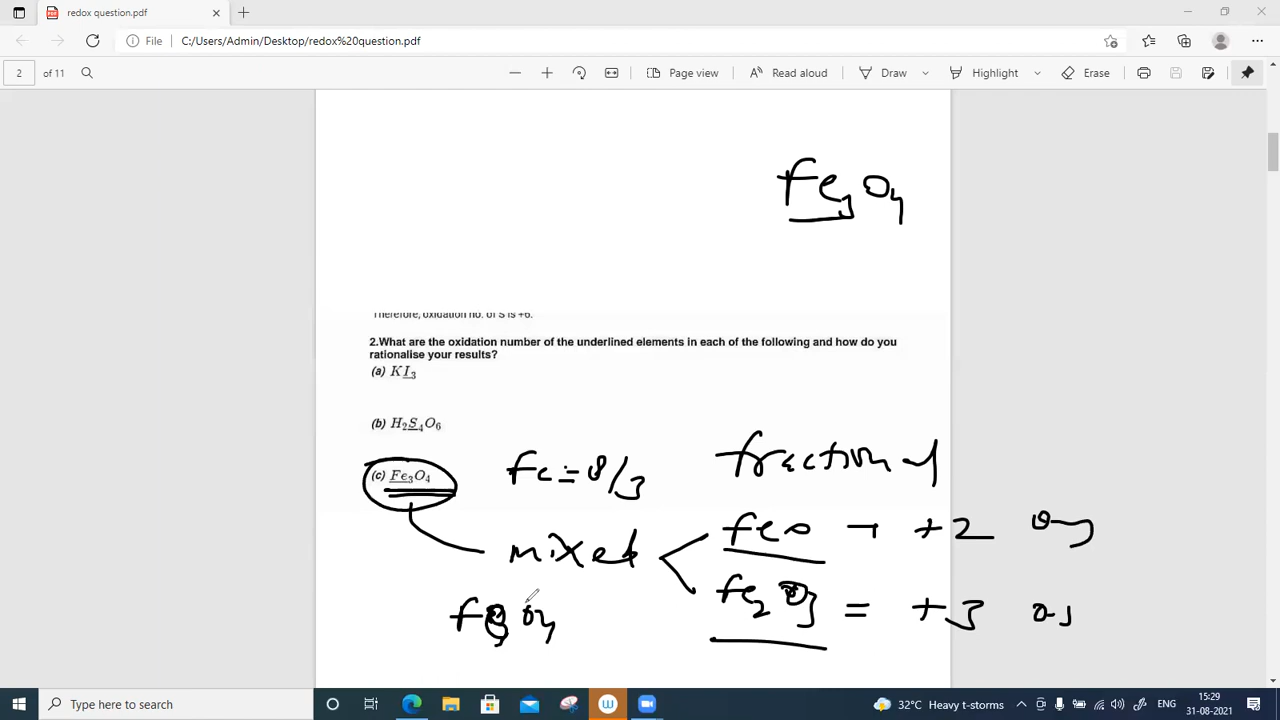 redox question.pdf
File C:/Users/Admin/Desktop/redox%20question.pdf
2 of 11 Page view Read aloud Draw Highlight Erase
Fe3O4
Therefore, oxidation no. of S is +6.
2.What are the oxidation number of the underlined elements in each of the following and how do you
rationalise your results?
(a) KI3
(b) H2S4O6
(c) Fe3O4
Fe = 8/3
fraction
mixed
FeO → +2
Fe2O3 = +3 os
Type here to search
32°C Heavy t-storms
15:29
31-08-2021